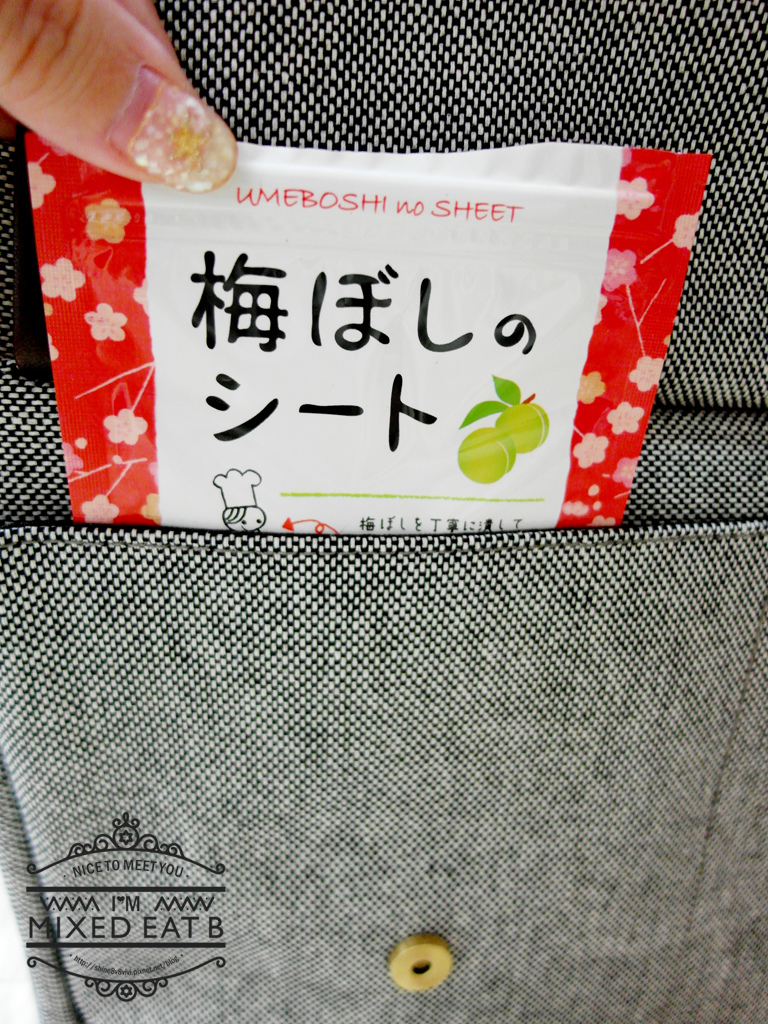 UMEBOSHI no SHEET
梅ぼしの
シート
梅ぼしを丁寧に潰して
NICE TO MEET YOU
I'M
MIXED EAT B